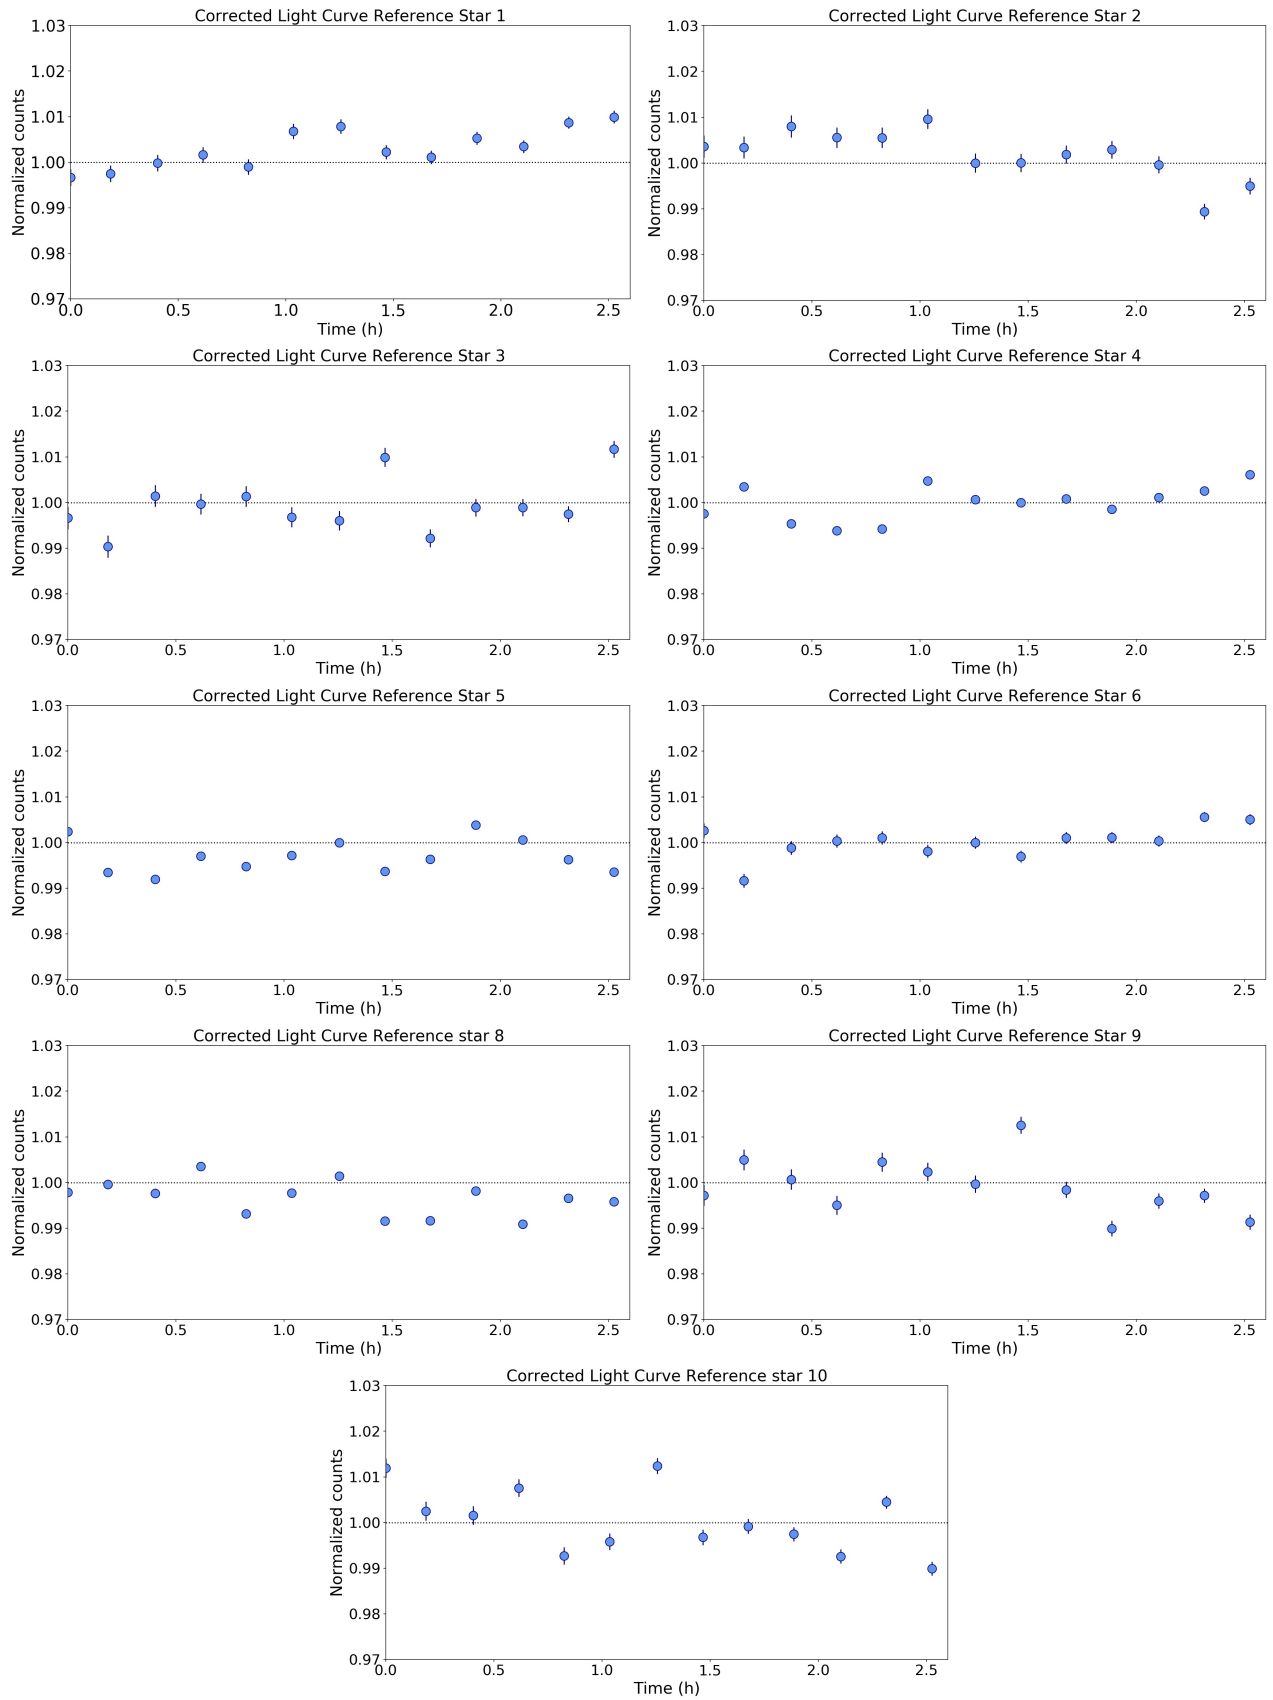 Corrected Light Curve Reference Star 1
Normalized counts
1.03
1.02
1.01
1.00
0.99
0.98
0.97
0.0 0.5 1.0 1.5 2.0 2.5
Time (h)
Corrected Light Curve Reference Star 2
Normalized counts
1.03
1.02
1.01
1.00
0.99
0.98
0.97
0.0 0.5 1.0 1.5 2.0 2.5
Time (h)
Corrected Light Curve Reference Star 3
Normalized counts
1.03
1.02
1.01
1.00
0.99
0.98
0.97
0.0 0.5 1.0 1.5 2.0 2.5
Time (h)
Corrected Light Curve Reference Star 4
Normalized counts
1.03
1.02
1.01
1.00
0.99
0.98
0.97
0.0 0.5 1.0 1.5 2.0 2.5
Time (h)
Corrected Light Curve Reference Star 5
Normalized counts
1.03
1.02
1.01
1.00
0.99
0.98
0.97
0.0 0.5 1.0 1.5 2.0 2.5
Time (h)
Corrected Light Curve Reference Star 6
Normalized counts
1.03
1.02
1.01
1.00
0.99
0.98
0.97
0.0 0.5 1.0 1.5 2.0 2.5
Time (h)
Corrected Light Curve Reference star 8
Normalized counts
1.03
1.02
1.01
1.00
0.99
0.98
0.97
0.0 0.5 1.0 1.5 2.0 2.5
Time (h)
Corrected Light Curve Reference Star 9
Normalized counts
1.03
1.02
1.01
1.00
0.99
0.98
0.97
0.0 0.5 1.0 1.5 2.0 2.5
Time (h)
Corrected Light Curve Reference star 10
Normalized counts
1.03
1.02
1.01
1.00
0.99
0.98
0.97
0.0 0.5 1.0 1.5 2.0 2.5
Time (h)